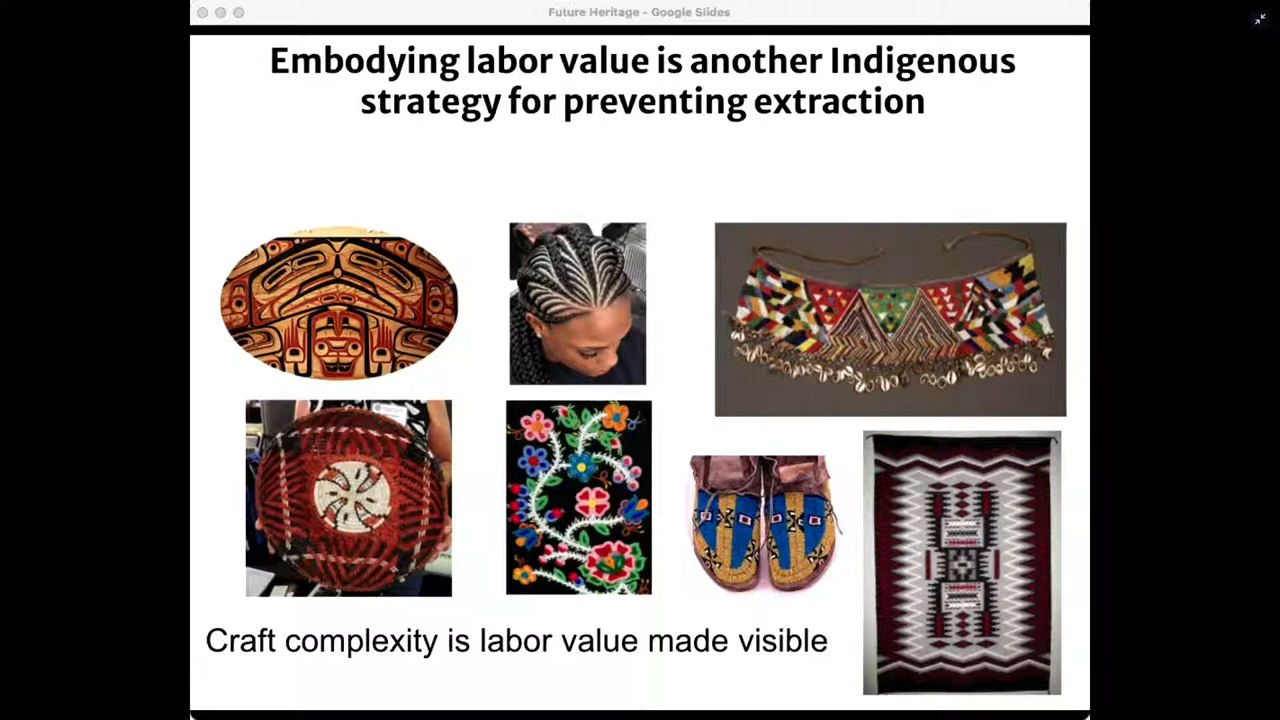 Future Heritage - Google Slides
Embodying labor value is another Indigenous
strategy for preventing extraction
Craft complexity is labor value made visible